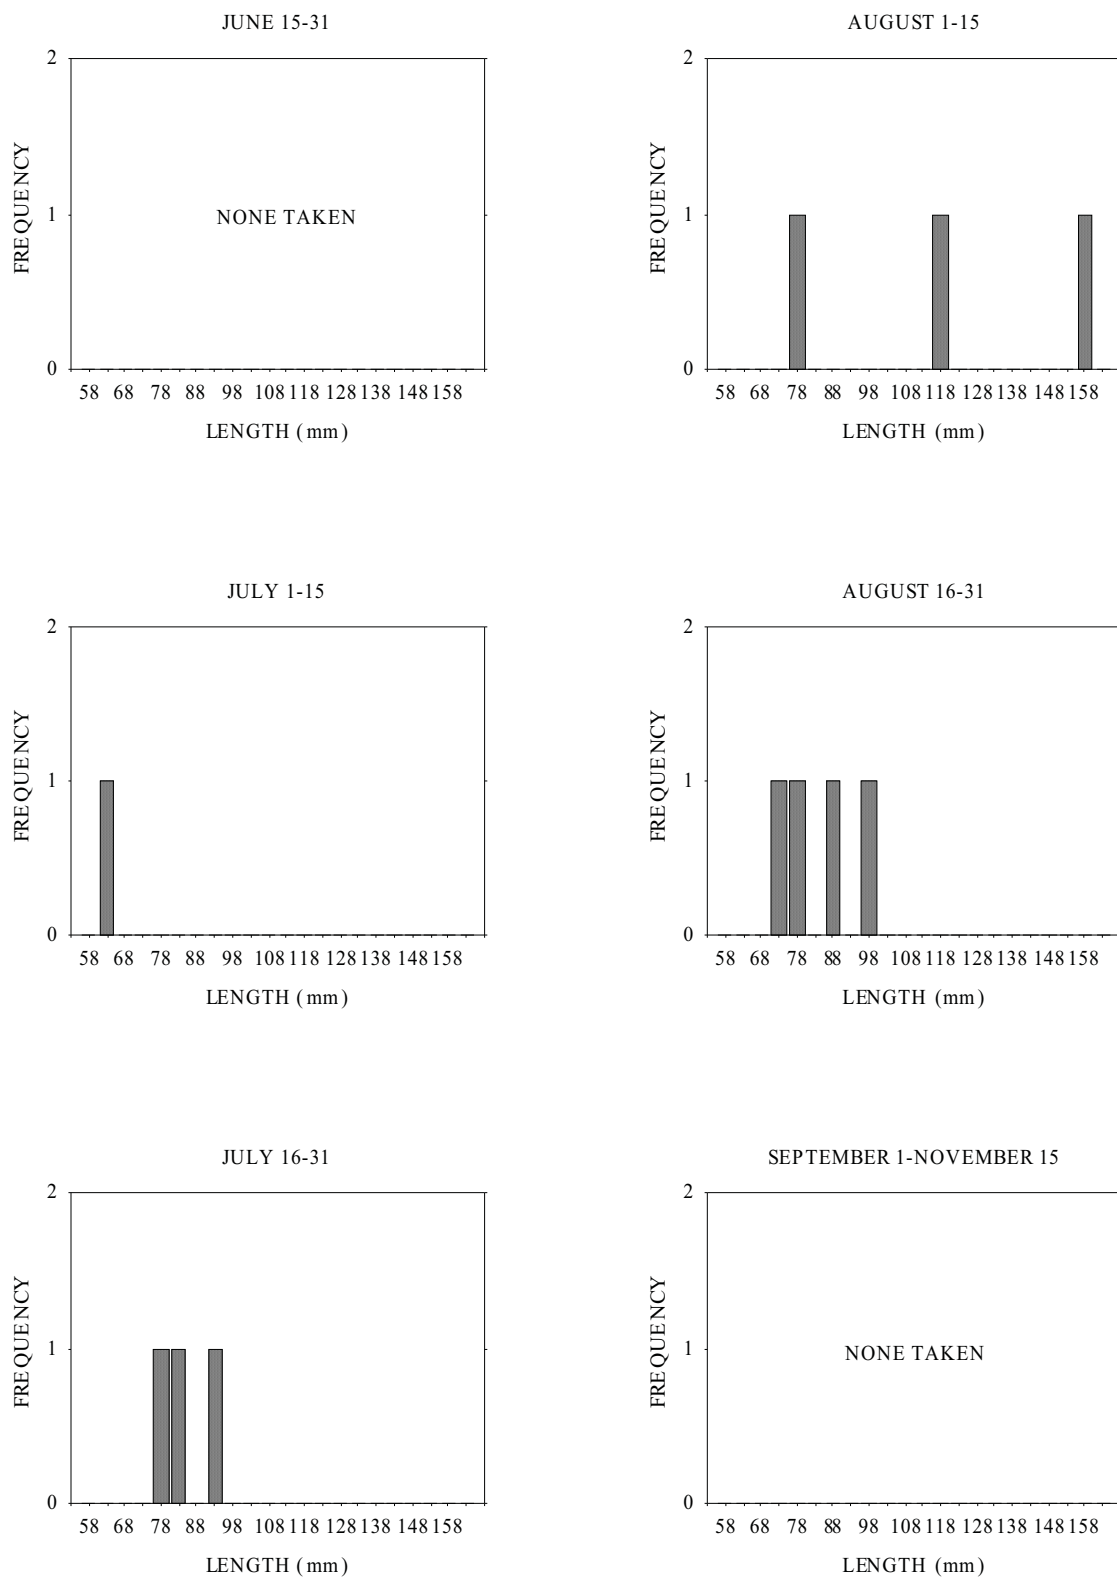 JUNE 15-31
2
1
0
FREQUENCY
NONE TAKEN
58 68 78 88 98 108 118 128 138 148 158
LENGTH (mm)
AUGUST 1-15
2
1
0
FREQUENCY
58 68 78 88 98 108 118 128 138 148 158
LENGTH (mm)
JULY 1-15
2
1
0
FREQUENCY
58 68 78 88 98 108 118 128 138 148 158
LENGTH (mm)
AUGUST 16-31
2
1
0
FREQUENCY
58 68 78 88 98 108 118 128 138 148 158
LENGTH (mm)
JULY 16-31
2
1
0
FREQUENCY
58 68 78 88 98 108 118 128 138 148 158
LENGTH (mm)
SEPTEMBER 1-NOVEMBER 15
2
1
0
FREQUENCY
NONE TAKEN
58 68 78 88 98 108 118 128 138 148 158
LENGTH (mm)